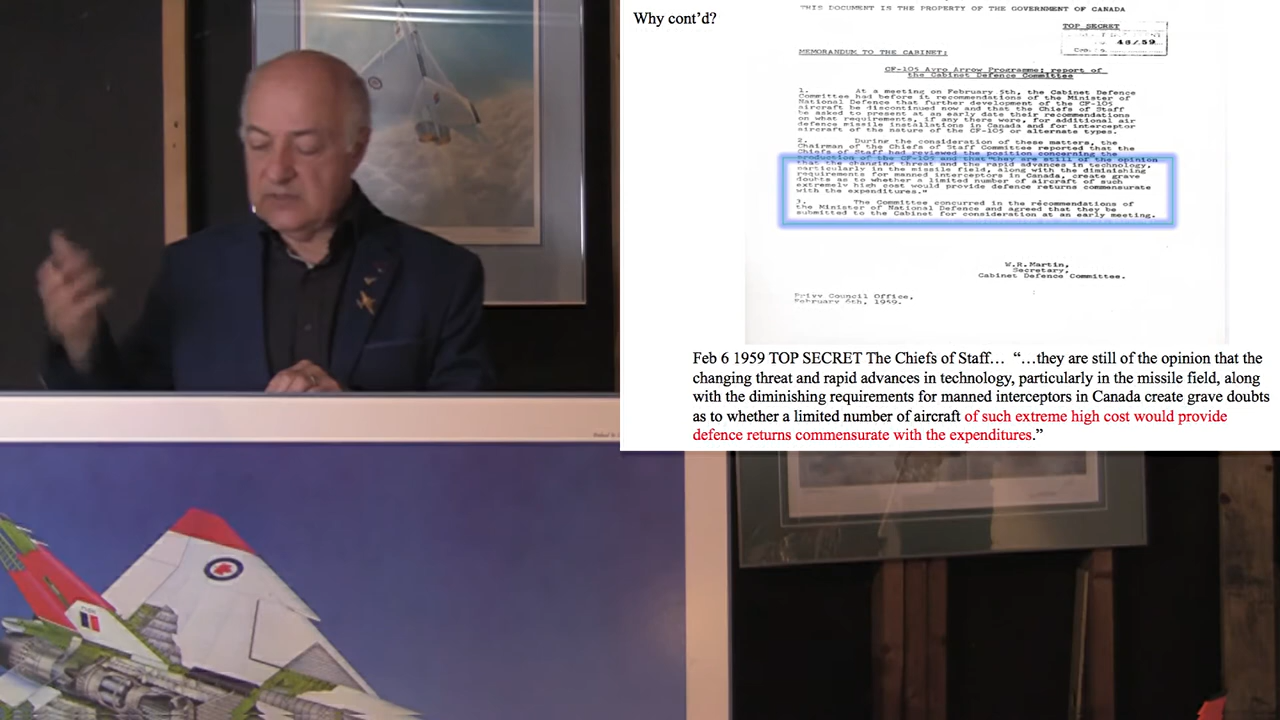 Why cont’d?
THIS DOCUMENT IS THE PROPERTY OF THE GOVERNMENT OF CANADA
TOP SECRET
48/59
MEMORANDUM TO THE CABINET:
CF-105 Avro Arrow Programme; report of
the Cabinet Defence Committee
1. At a meeting on February 5th, the Cabinet Defence
Committee had before it recommendations of the Minister of
National Defence that further development of the CF-105
aircraft be discontinued now and that the Chiefs of Staff
be asked to present at an early date their recommendations
on what requirements, if any there were, for additional air
defence missile installations in Canada and for interceptor
aircraft of the nature of the CF-105 or alternate types.
2. During the consideration of these matters, the
Chairman of the Chiefs of Staff Committee reported that the
Chiefs of Staff had reviewed the position concerning the
production of the CF-105 and that "they are still of the opinion
that the changing threat and the rapid advances in technology,
particularly in the missile field, along with the diminishing
requirements for manned interceptors in Canada, create grave
doubts as to whether a limited number of aircraft of such
extremely high cost would provide defence returns commensurate
with the expenditures."
3. The Committee concurred in the recommendations of
the Minister of National Defence and agreed that they be
submitted to the Cabinet for consideration at an early meeting.
W.R.Martin,
Secretary,
Cabinet Defence Committee.
Privy Council Office,
February 6th, 1959.
Feb 6 1959 TOP SECRET The Chiefs of Staff… “…they are still of the opinion that the
changing threat and rapid advances in technology, particularly in the missile field, along
with the diminishing requirements for manned interceptors in Canada create grave doubts
as to whether a limited number of aircraft of such extreme high cost would provide
defence returns commensurate with the expenditures.”